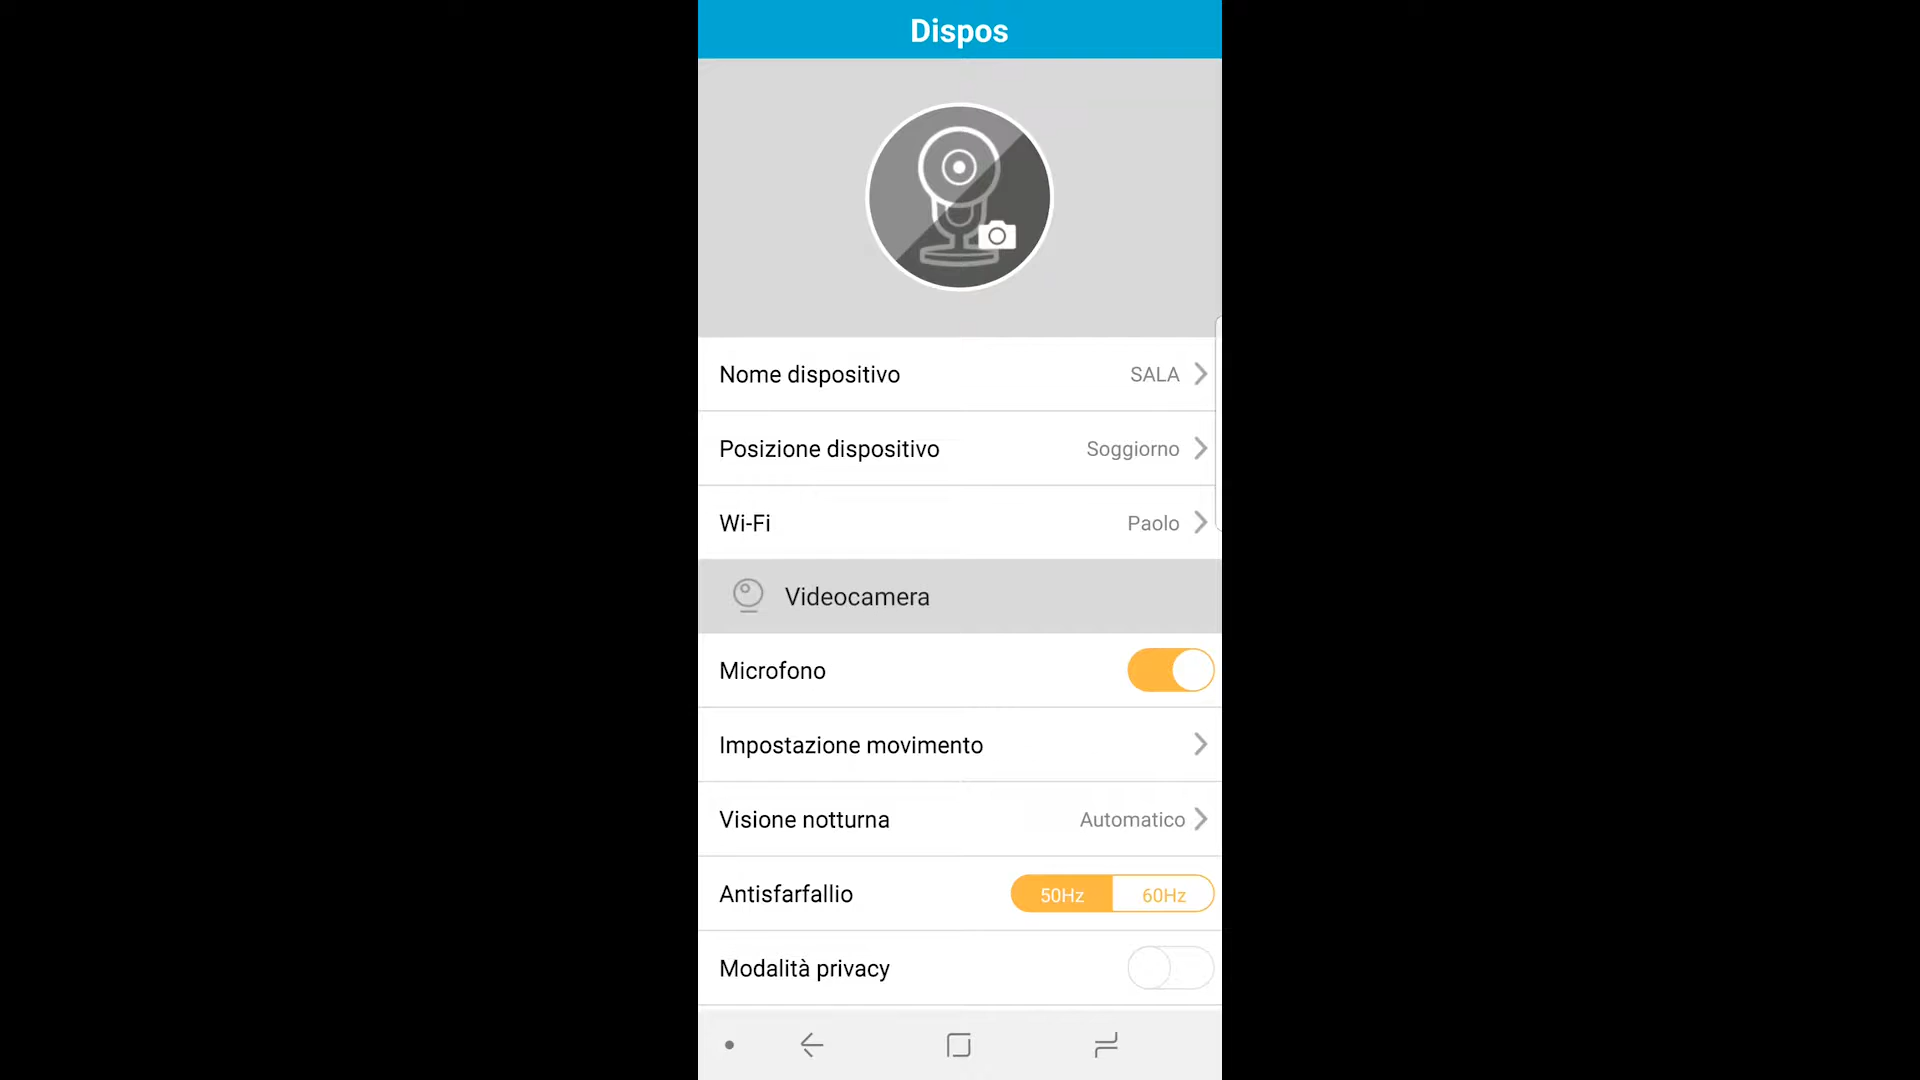 Dispos
Nome dispositivo SALA
Posizione dispositivo Soggiorno
Wi-Fi Paolo
Videocamera
Microfono
Impostazione movimento
Visione notturna Automatico
Antisfarfallio 50Hz 60Hz
Modalità privacy